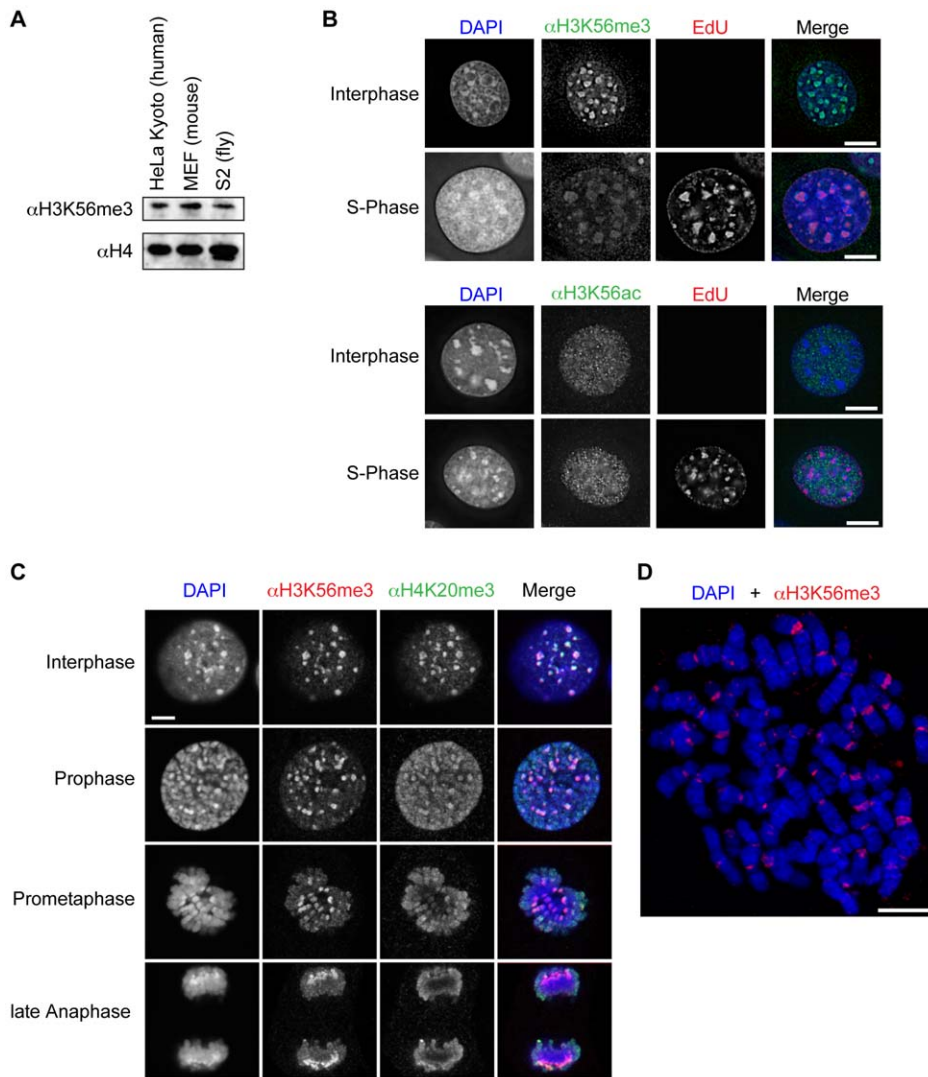 A
HeLa Kyoto (human)
MEF (mouse)
S2 (fly)
αH3K56me3
αH4
B
DAPI αH3K56me3 EdU Merge
Interphase
S-Phase
DAPI αH3K56ac EdU Merge
Interphase
S-Phase
C
DAPI αH3K56me3 αH4K20me3 Merge
Interphase
Prophase
Prometaphase
late Anaphase
D
DAPI + αH3K56me3